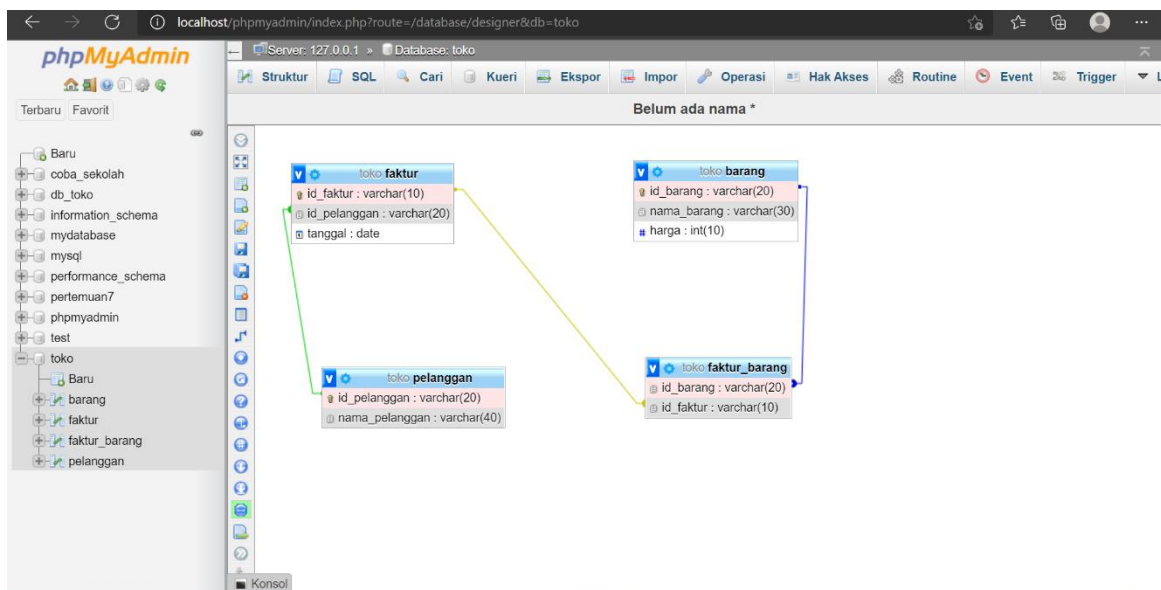 localhost/phpmyadmin/index.php?route=/database/designer&db=toko
phpMyAdmin
Terbaru Favorit
Baru
coba_sekolah
db_toko
information_schema
mydatabase
mysql
performance_schema
pertemuan7
phpmyadmin
test
toko
Baru
barang
faktur
faktur_barang
pelanggan
Server: 127.0.0.1 » Database: toko
Struktur SQL Cari Kueri Ekspor Impor Operasi Hak Akses Routine Event Trigger L
Belum ada nama *
V toko faktur
id_faktur : varchar(10)
id_pelanggan : varchar(20)
tanggal : date
V toko barang
id_barang : varchar(20)
nama_barang : varchar(30)
# harga : int(10)
V toko pelanggan
id_pelanggan : varchar(20)
nama_pelanggan : varchar(40)
V toko faktur_barang
id_barang : varchar(20)
id_faktur : varchar(10)
Konsol